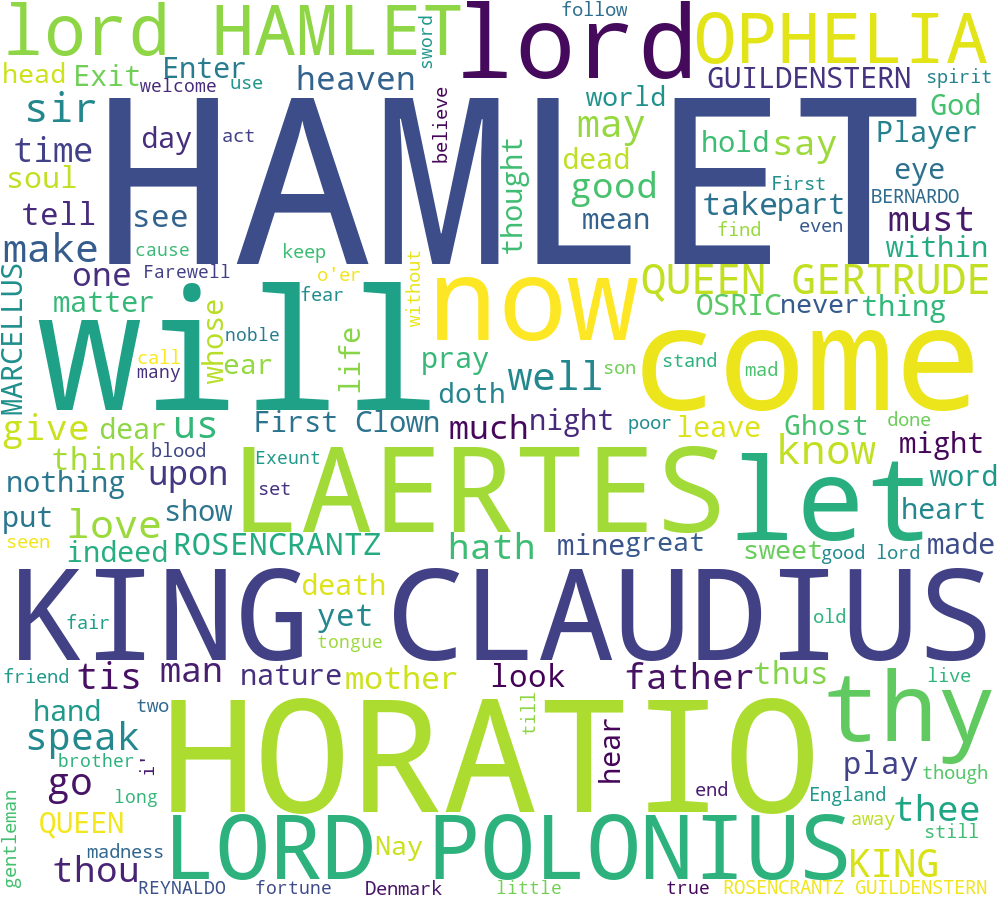 lord HAMLET
lord
sword
follow
OPHELIA
head
Exit
Enter
welcome
use
heaven
believe
GUILDENSTERN
spirit
sir
day
act
world
may
God
hold
say
Player
time
HAMLET
thought
dead
eye
soul
good
First
BERNARDO
tell
see
mean
take
part
must
make
cause
keep
find
even
within
one
Farewell
o'er
without
QUEEN GERTRUDE
MARCELLUS
matter
whose
fear
now
OSRIC
never
thing
will
noble
life
come
call
many
ear
pray
well
son
stand
mad
doth
give
dear
us
First Clown
much
night
poor
leave
Ghost
done
think
blood
Exeunt
LAERTES
know
might
nothing
upon
set
let
word
put
love
show
heart
seen
indeed
ROSENCRANTZ
hath
mine
great
sweet
good lord
made
KING CLAUDIUS
death
yet
fair
tongue
old
friend
tis
man
nature
mother
look
father
thus
live
hand
two
HORATIO
till
thy
speak
brother
i'
hear
play
though
go
long
end
England
thee
gentleman
QUEEN
LORD POLONIUS
Nay
away
still
thou
madness
KING
REYNALDO
fortune
Denmark
little
true
ROSENCRANTZ GUILDENSTERN